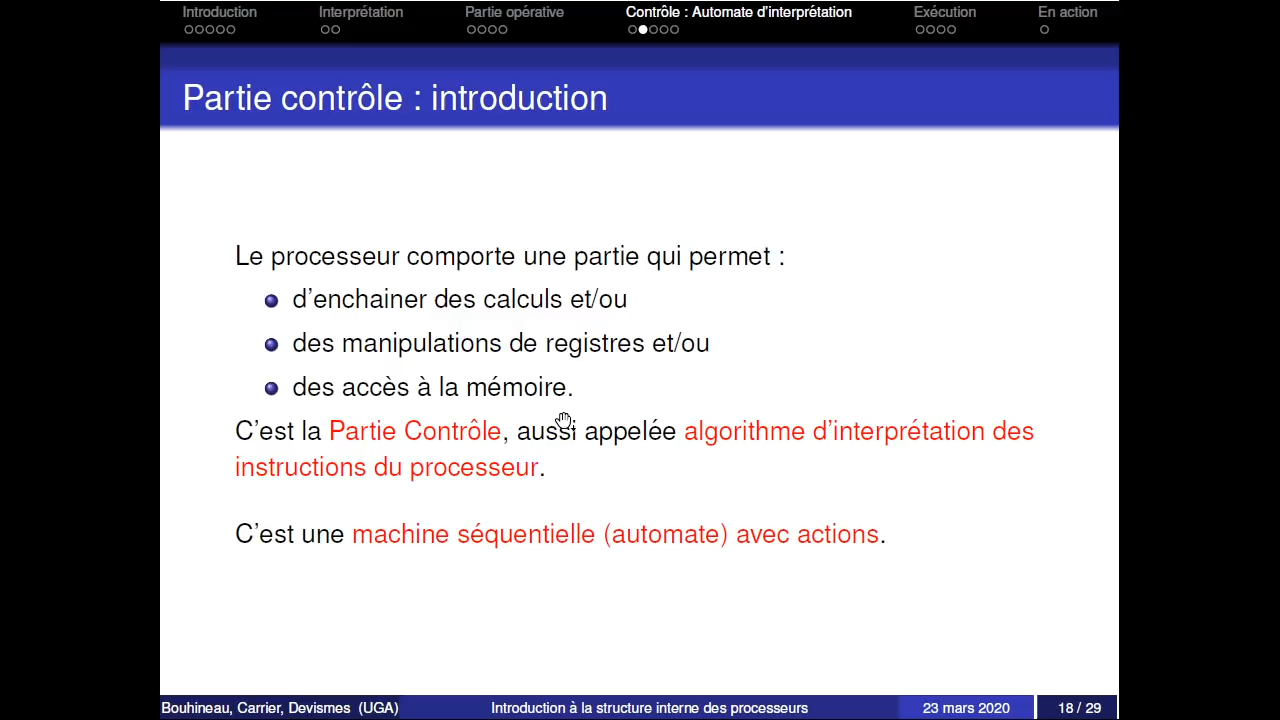 Introduction Interprétation Partie opérative Contrôle : Automate d'interprétation Exécution En action
Partie contrôle : introduction
Le processeur comporte une partie qui permet :
d'enchainer des calculs et/ou
des manipulations de registres et/ou
des accès à la mémoire.
C'est la Partie Contrôle, aussi appelée algorithme d'interprétation des
instructions du processeur.
C'est une machine séquentielle (automate) avec actions.
Bouhineau, Carrier, Devismes (UGA) Introduction à la structure interne des processeurs 23 mars 2020 18 / 29